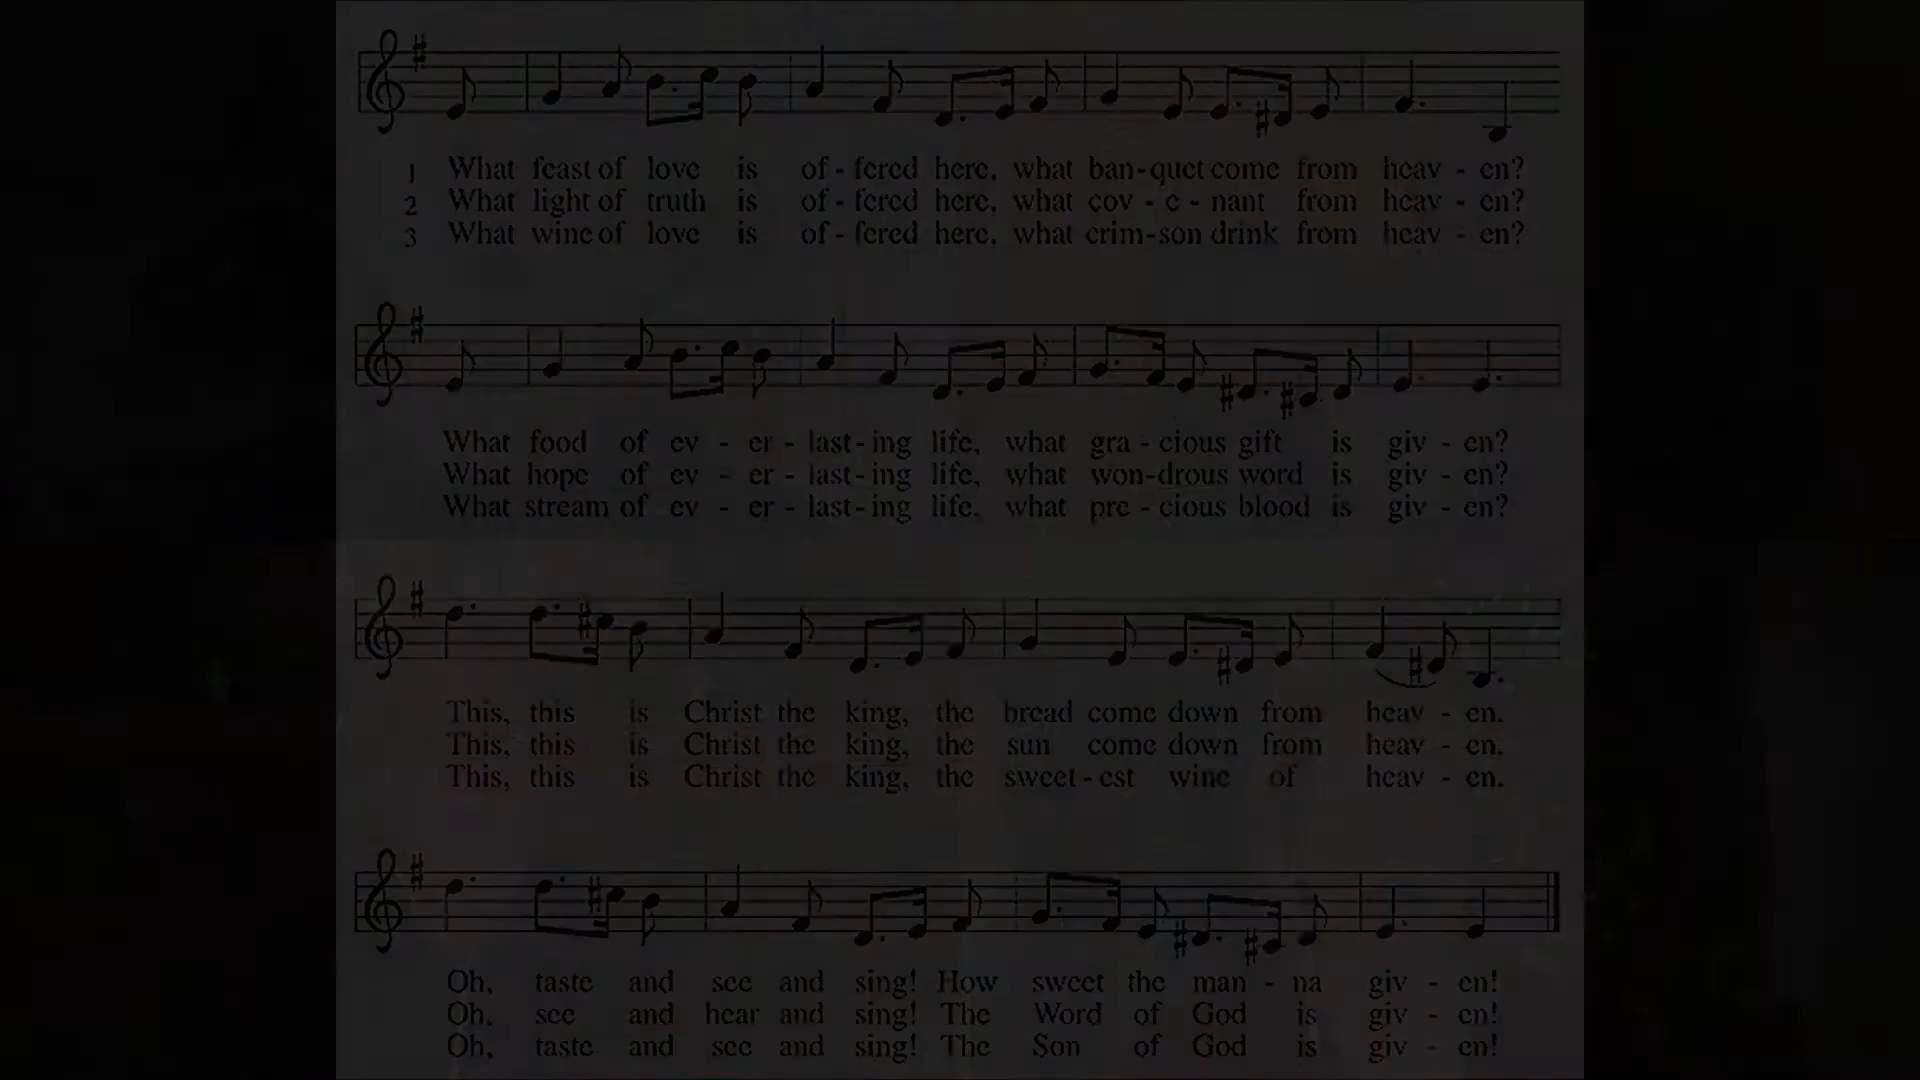 1 What feast of love is of - fered here, what ban - quet come from heav - en?
2 What light of truth is of - fered here, what cov - e - nant from heav - en?
3 What wine of love is of - fered here, what crim - son drink from heav - en?
What food of ev - er - last - ing life, what gra - cious gift is giv - en?
What hope of ev - er - last - ing life, what won - drous word is giv - en?
What stream of ev - er - last - ing life, what pre - cious blood is giv - en?
This, this is Christ the king, the bread come down from heav - en.
This, this is Christ the king, the sun come down from heav - en.
This, this is Christ the king, the sweet - est wine of heav - en.
Oh, taste and see and sing! How sweet the man - na giv - en!
Oh, see and hear and sing! The Word of God is giv - en!
Oh, taste and see and sing! The Son of God is giv - en!